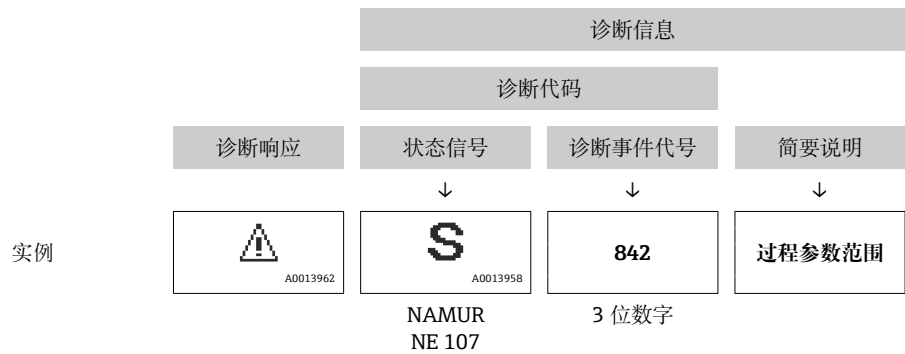 诊断信息
诊断代码
诊断响应 状态信号 诊断事件代号 简要说明
↓ ↓ ↓
实例 ⚠ S 842 过程参数范围
A0013962 A0013958
NAMUR 3 位数字
NE 107